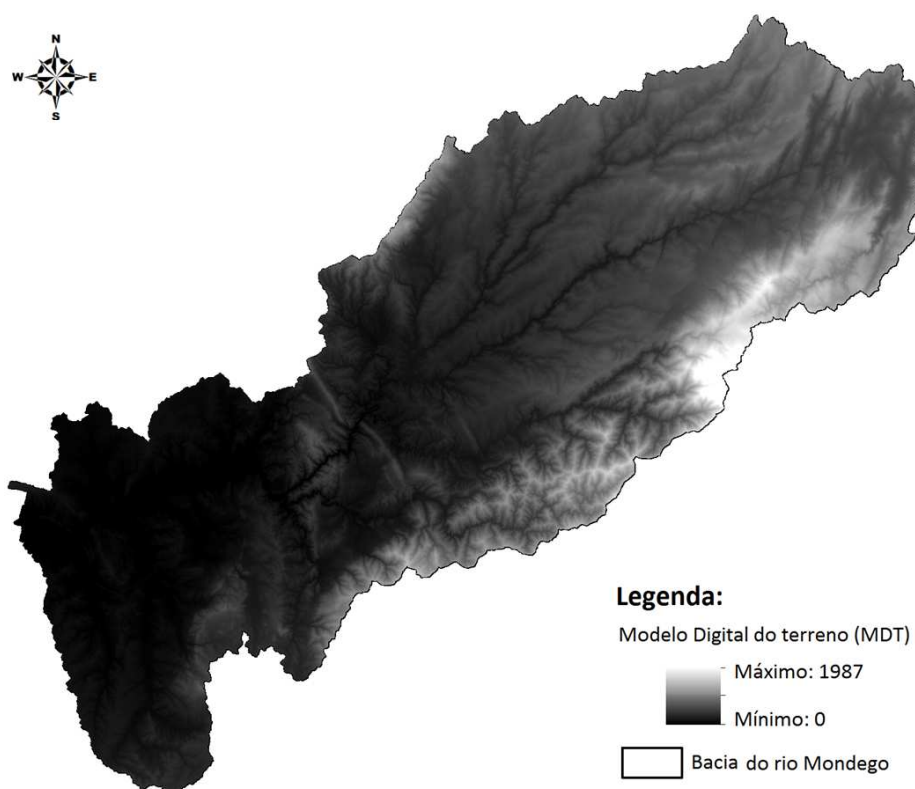 N
W E
S
Legenda:
Modelo Digital do terreno (MDT)
Máximo: 1987
Mínimo: 0
Bacia do rio Mondego